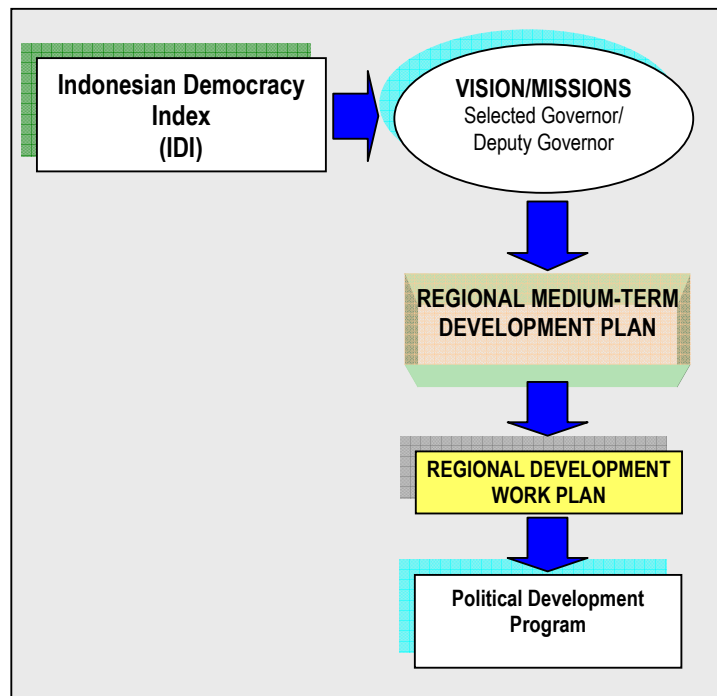 Indonesian Democracy
Index
(IDI)
VISION/MISSIONS
Selected Governor/
Deputy Governor
REGIONAL MEDIUM-TERM
DEVELOPMENT PLAN
REGIONAL DEVELOPMENT
WORK PLAN
Political Development
Program